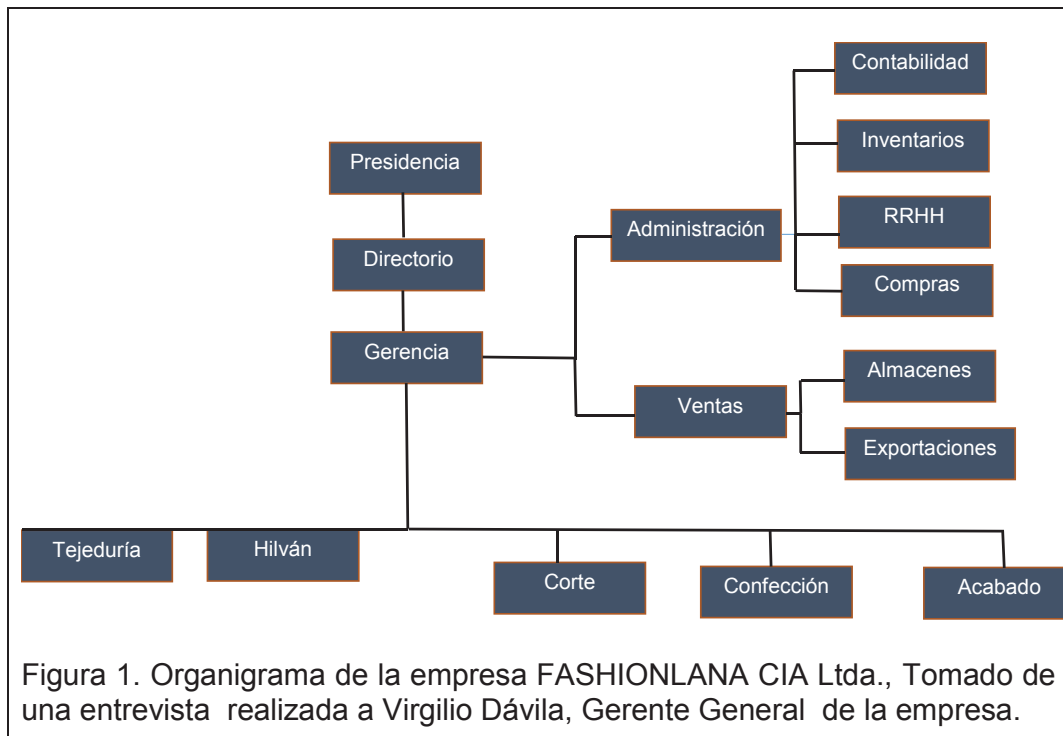 Contabilidad
Inventarios
Presidencia
RRHH
Administración
Directorio
Compras
Gerencia
Almacenes
Ventas
Exportaciones
Tejeduría
Hilván
Corte
Confección
Acabado
Figura 1. Organigrama de la empresa FASHIONLANA CIA Ltda., Tomado de
una entrevista realizada a Virgilio Dávila, Gerente General de la empresa.